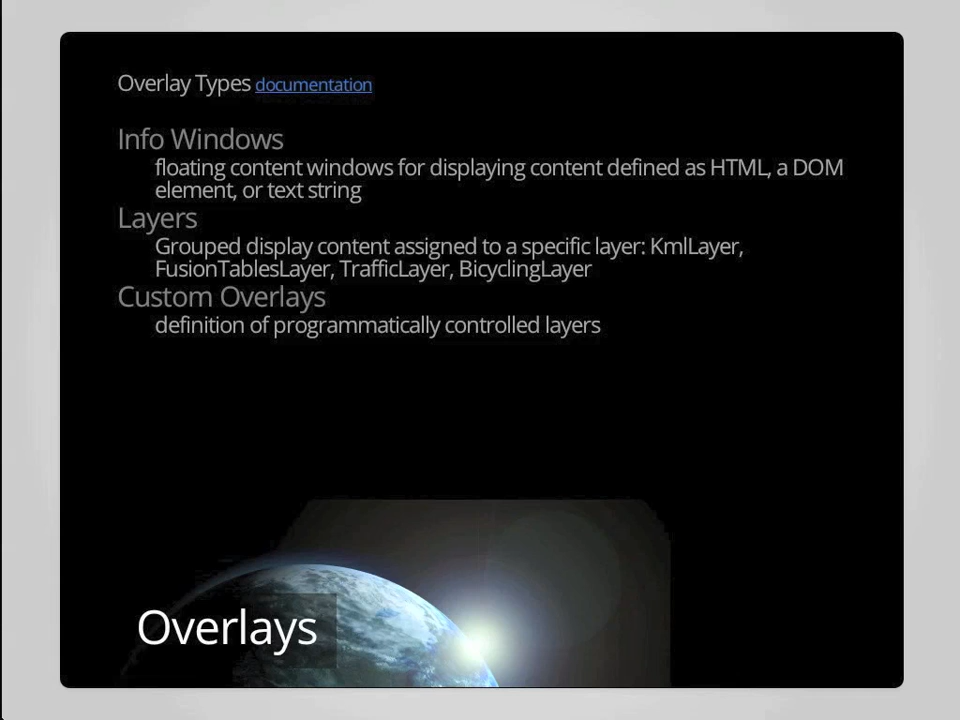 Overlay Types documentation
Info Windows
floating content windows for displaying content defined as HTML, a DOM
element, or text string
Layers
Grouped display content assigned to a specific layer: KmlLayer,
FusionTablesLayer, TrafficLayer, BicyclingLayer
Custom Overlays
definition of programmatically controlled layers
Overlays